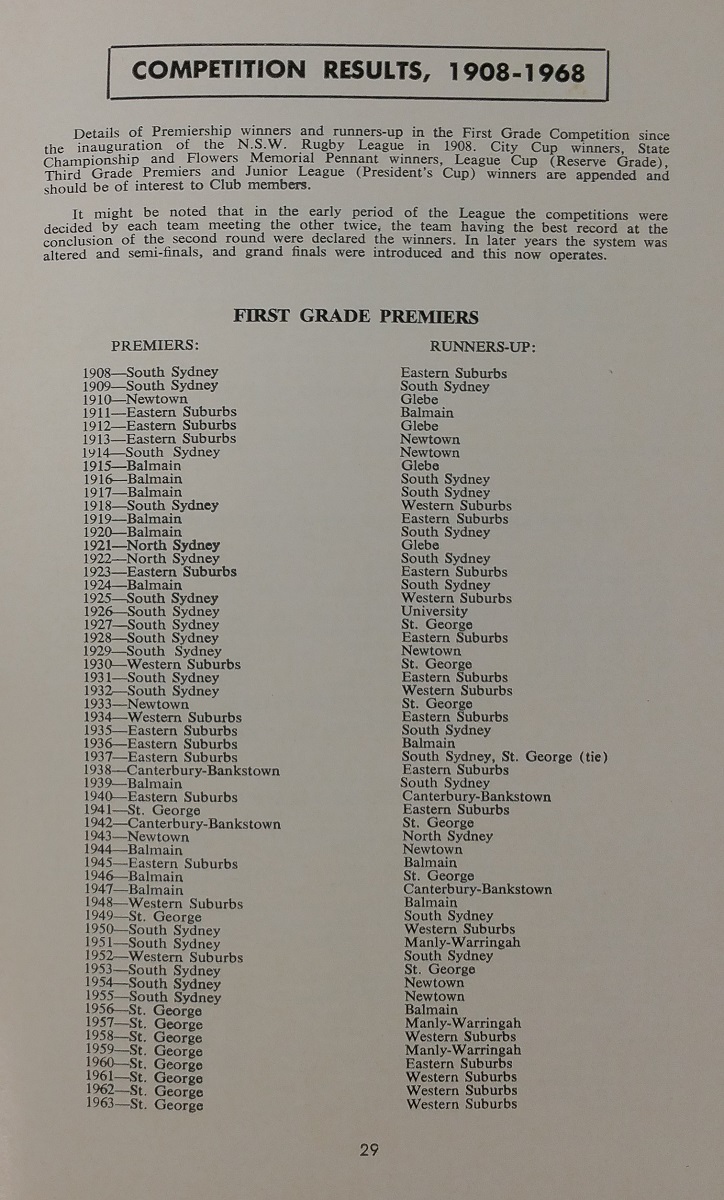 COMPETITION RESULTS, 1908-1968
Details of Premiership winners and runners-up in the First Grade Competition since
the inauguration of the N.S.W. Rugby League in 1908. City Cup winners, State
Championship and Flowers Memorial Pennant winners, League Cup (Reserve Grade),
Third Grade Premiers and Junior League (President's Cup) winners are appended and
should be of interest to Club members.
It might be noted that in the early period of the League the competitions were
decided by each team meeting the other twice, the team having the best record at the
conclusion of the second round were declared the winners. In later years the system was
altered and semi-finals, and grand finals were introduced and this now operates.
FIRST GRADE PREMIERS
PREMIERS: RUNNERS-UP:
1908—South Sydney Eastern Suburbs
1909—South Sydney South Sydney
1910—Newtown Glebe
1911—Eastern Suburbs Balmain
1912—Eastern Suburbs Glebe
1913—Eastern Suburbs Newtown
1914—South Sydney Newtown
1915—Balmain Glebe
1916—Balmain South Sydney
1917—Balmain South Sydney
1918—South Sydney Western Suburbs
1919—Balmain Eastern Suburbs
1920—Balmain South Sydney
1921—North Sydney Glebe
1922—North Sydney South Sydney
1923—Eastern Suburbs Eastern Suburbs
1924—Balmain South Sydney
1925—South Sydney Western Suburbs
1926—South Sydney University
1927—South Sydney St. George
1928—South Sydney Eastern Suburbs
1929—South Sydney Newtown
1930—Western Suburbs St. George
1931—South Sydney Eastern Suburbs
1932—South Sydney Western Suburbs
1933—Newtown St. George
1934—Western Suburbs Eastern Suburbs
1935—Eastern Suburbs South Sydney
1936—Eastern Suburbs Balmain
1937—Eastern Suburbs South Sydney, St. George (tie)
1938—Canterbury-Bankstown Eastern Suburbs
1939—Balmain South Sydney
1940—Eastern Suburbs Canterbury-Bankstown
1941—St. George Eastern Suburbs
1942—Canterbury-Bankstown St. George
1943—Newtown North Sydney
1944—Balmain Newtown
1945—Eastern Suburbs Balmain
1946—Balmain St. George
1947—Balmain Canterbury-Bankstown
1948—Western Suburbs Balmain
1949—St. George South Sydney
1950—South Sydney Western Suburbs
1951—South Sydney Manly-Warringah
1952—Western Suburbs South Sydney
1953—South Sydney St. George
1954—South Sydney Newtown
1955—South Sydney Newtown
1956—St. George Balmain
1957—St. George Manly-Warringah
1958—St. George Western Suburbs
1959—St. George Manly-Warringah
1960—St. George Eastern Suburbs
1961—St. George Western Suburbs
1962—St. George Western Suburbs
1963—St. George Western Suburbs
29